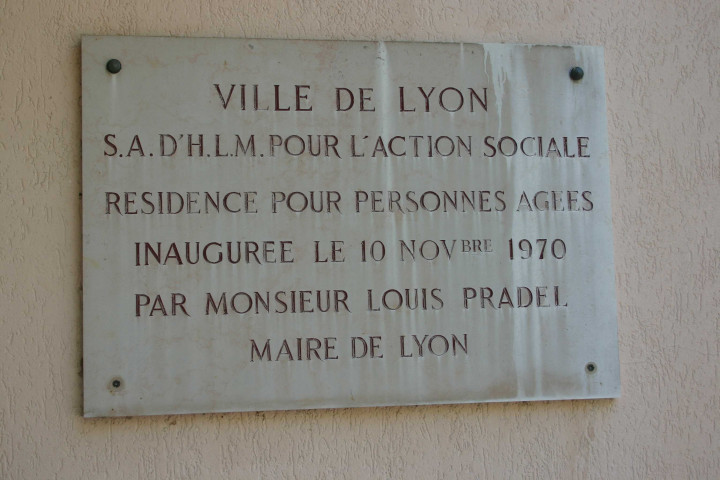 VILLE DE LYON
S.A.D'H.L.M. POUR L'ACTION SOCIALE
RESIDENCE POUR PERSONNES AGEES
INAUGUREE LE 10 NOVBRE 1970
PAR MONSIEUR LOUIS PRADEL
MAIRE DE LYON